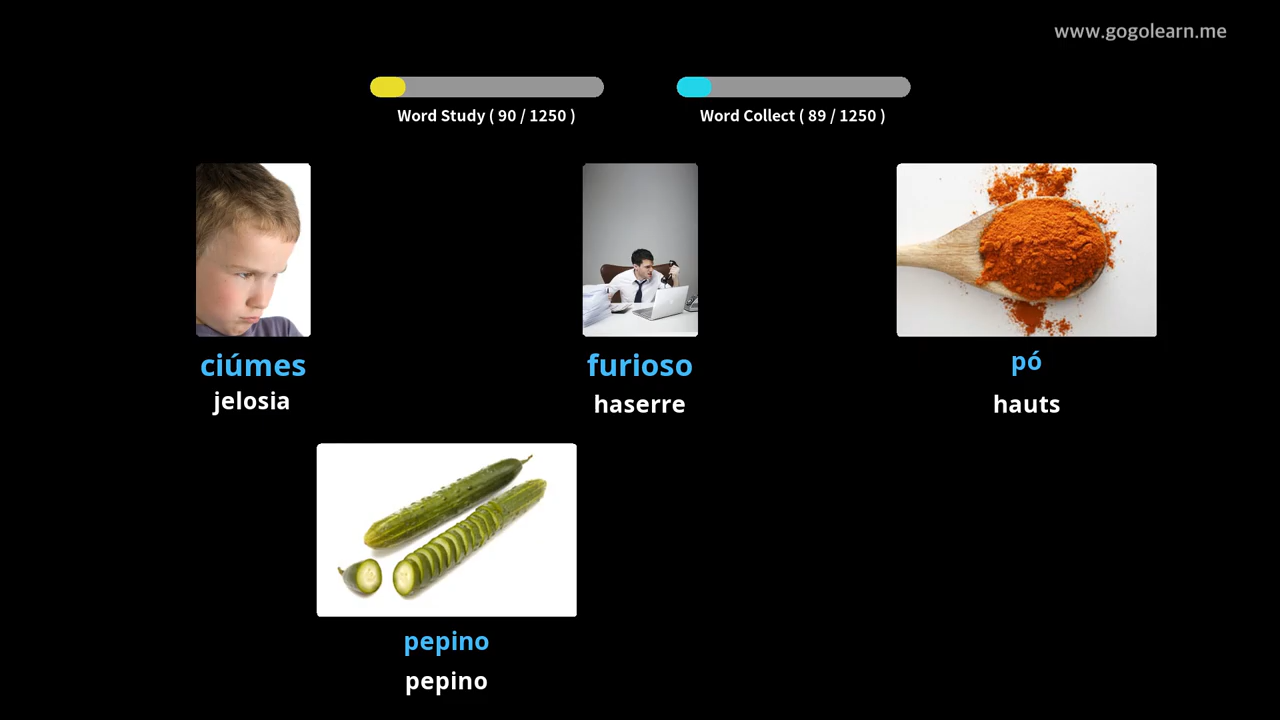 www.gogolearn.me
Word Study ( 90 / 1250 )
Word Collect ( 89 / 1250 )
ciúmes
jelosia
furioso
haserre
pó
hauts
pepino
pepino